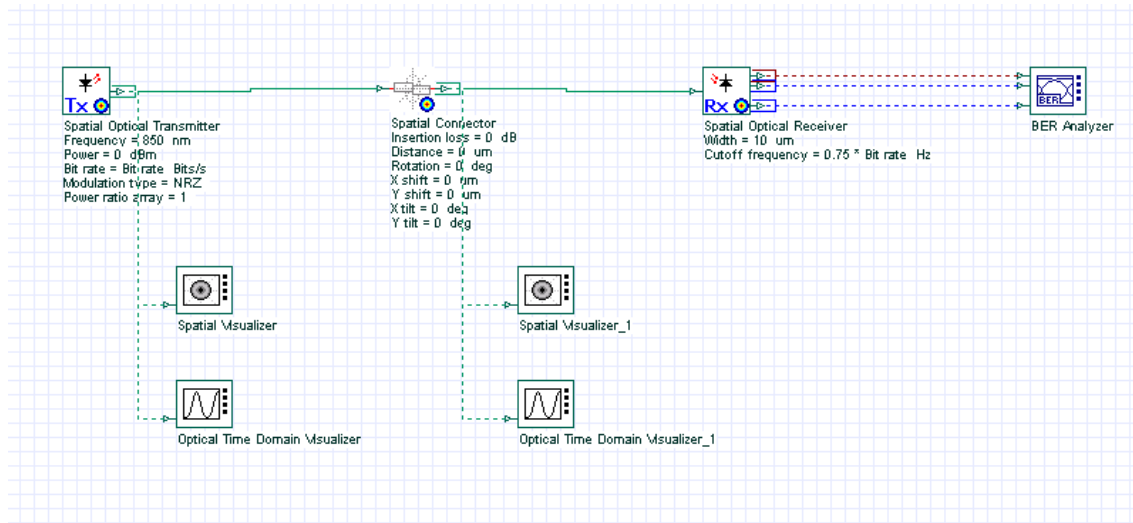 Tx
Spatial Optical Transmitter
Frequency = 850 nm
Power = 0 dBm
Bit rate = Bit rate Bits/s
Modulation type = NRZ
Power ratio array = 1
Spatial Connector
Insertion loss = 0 dB
Distance = 0 um
Rotation = 0 deg
X shift = 0 um
Y shift = 0 um
X tilt = 0 deg
Y tilt = 0 deg
Rx
Spatial Optical Receiver
Width = 10 um
Cutoff frequency = 0.75 * Bit rate Hz
BER
BER Analyzer
Spatial Visualizer
Spatial Visualizer_1
Optical Time Domain Visualizer
Optical Time Domain Visualizer_1